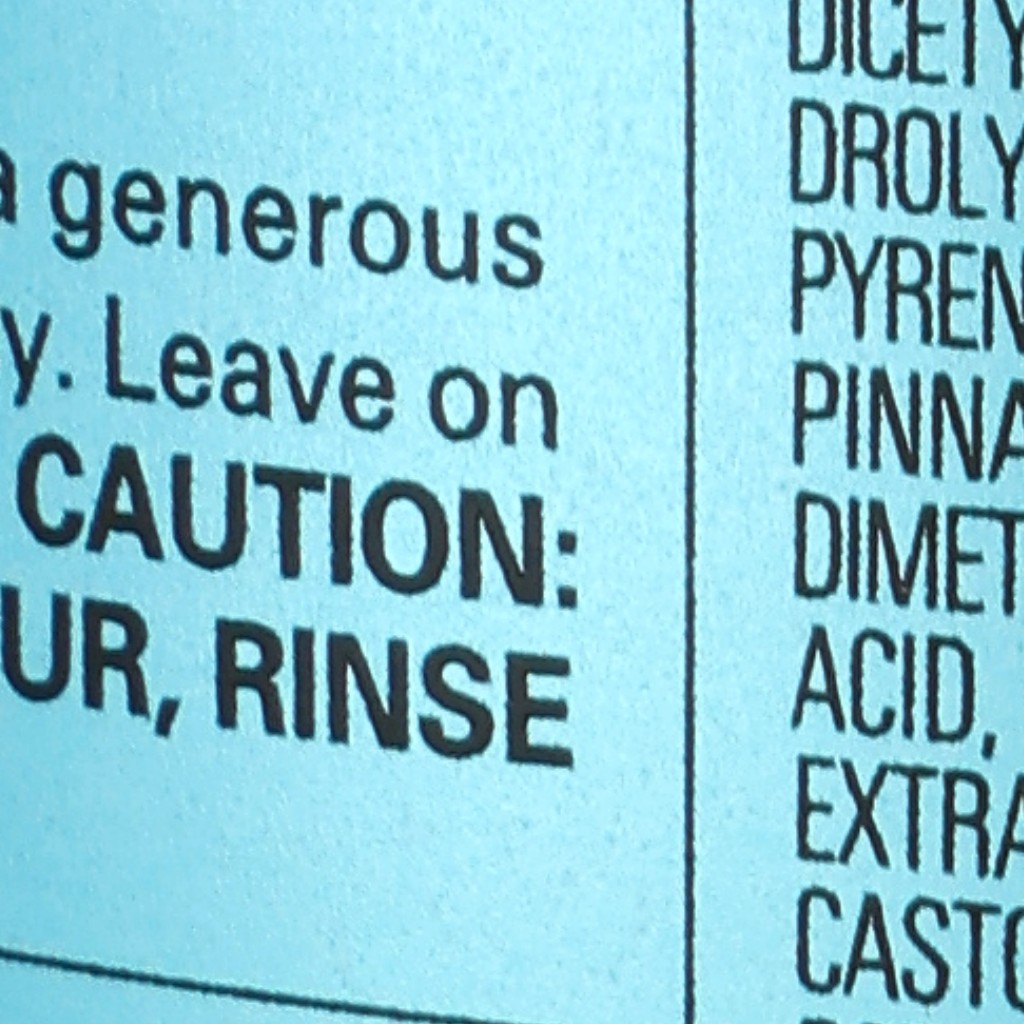 a generous
y. Leave on
CAUTION:
UR, RINSE
DICETY
DROLY
PYREN
PINNA
DIMET
ACID,
EXTRA
CASTO